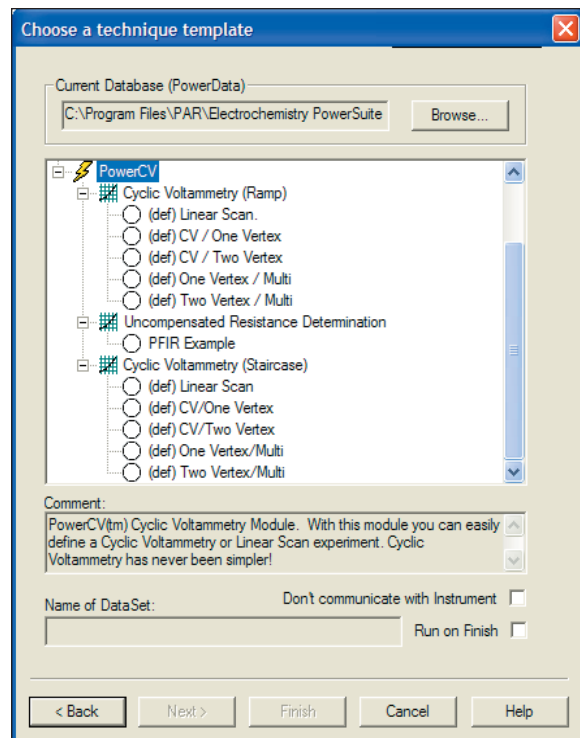 Choose a technique template
Current Database (PowerData)
C:\Program Files\PAR\Electrochemistry PowerSuite
Browse...
PowerCV
Cyclic Voltammetry (Ramp)
(def) Linear Scan.
(def) CV / One Vertex
(def) CV / Two Vertex
(def) One Vertex / Multi
(def) Two Vertex / Multi
Uncompensated Resistance Determination
PFIR Example
Cyclic Voltammetry (Staircase)
(def) Linear Scan
(def) CV/One Vertex
(def) CV/Two Vertex
(def) One Vertex/Multi
(def) Two Vertex/Multi
Comment:
PowerCV(tm) Cyclic Voltammetry Module.  With this module you can easily
define a Cyclic Voltammetry or Linear Scan experiment. Cyclic
Voltammetry has never been simpler!
Name of DataSet:
Don't communicate with Instrument
Run on Finish
< Back
Next >
Finish
Cancel
Help